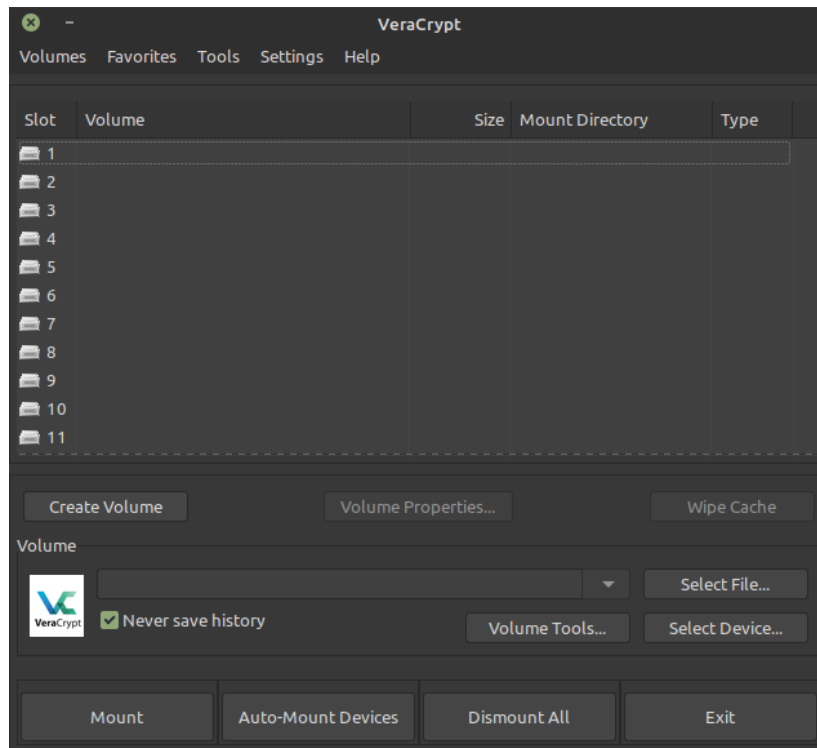 VeraCrypt
Volumes Favorites Tools Settings Help
Slot Volume Size Mount Directory Type
1
2
3
4
5
6
7
8
9
10
11
Create Volume Volume Properties... Wipe Cache
Volume
Select File...
VeraCrypt Never save history
Volume Tools... Select Device...
Mount Auto-Mount Devices Dismount All Exit